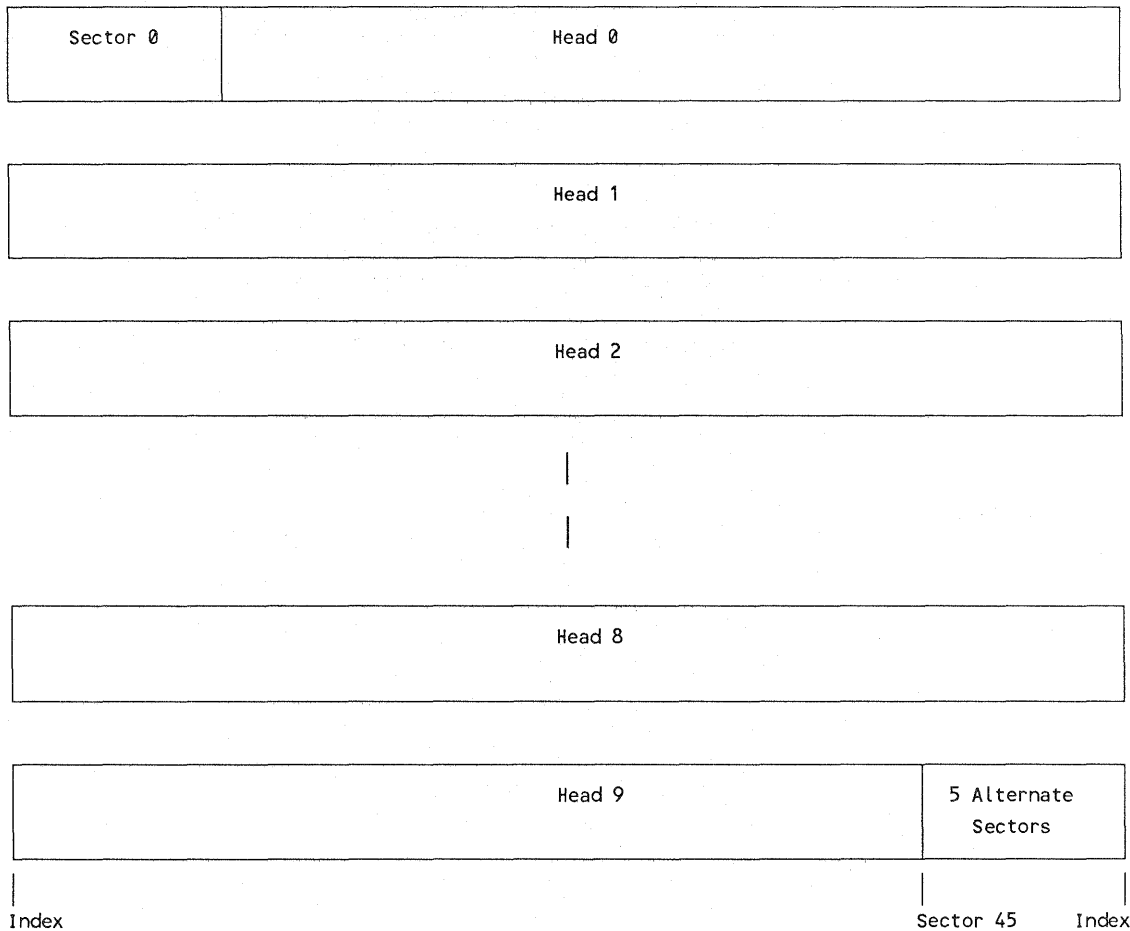 Sector 0 Head 0
Head 1
Head 2
Head 8
Head 9 5 Alternate
Sectors
Index Sector 45 Index